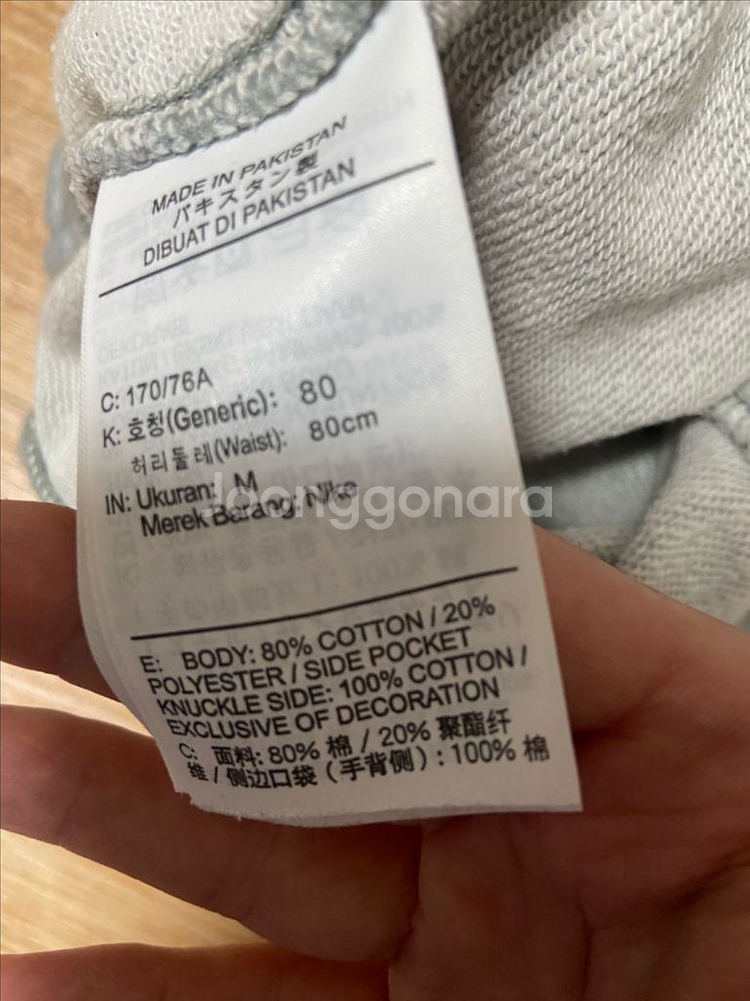 MADE IN PAKISTAN
パキスタン製
DIBUAT DI PAKISTAN
C: 170/76A
K: 호칭(Generic): 80
허리둘레(Waist): 80cm
IN: Ukuran: M
Merek Barang: Nike
Joonggonara
E: BODY: 80% COTTON / 20%
POLYESTER / SIDE POCKET
KNUCKLE SIDE: 100% COTTON /
EXCLUSIVE OF DECORATION
C: 面料: 80% 棉 / 20% 聚酯纤
维 / 侧边口袋 (手背侧) : 100% 棉